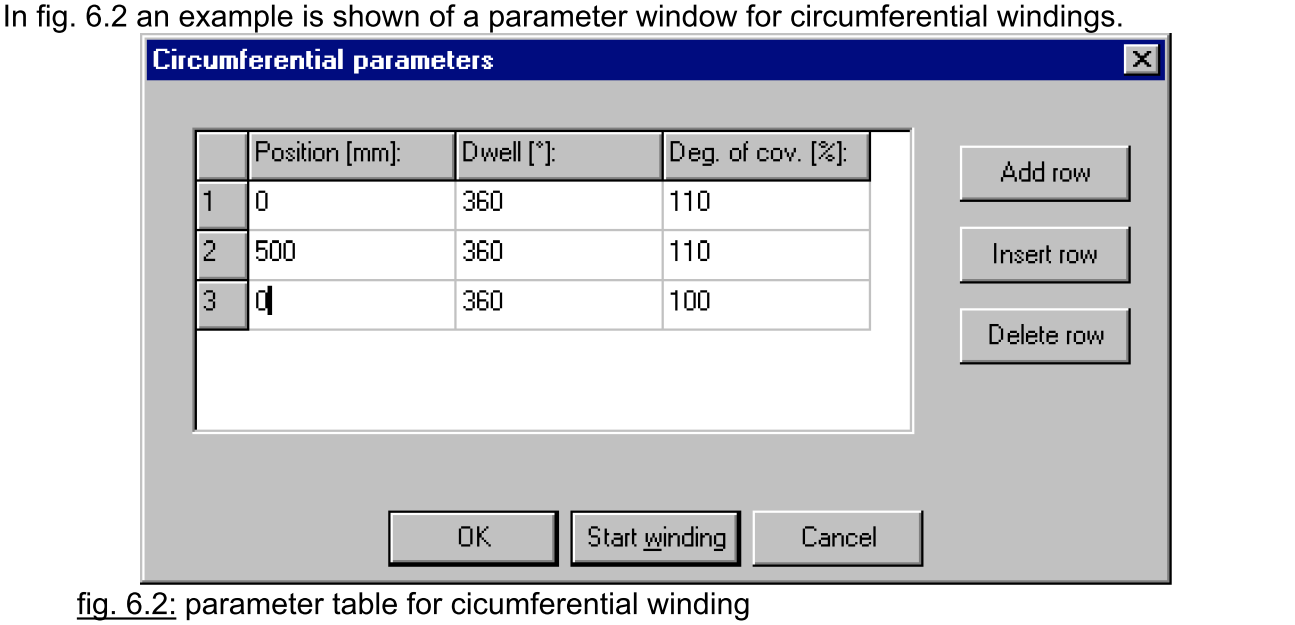 In fig. 6.2 an example is shown of a parameter window for circumferential windings.
Circumferential parameters
Position [mm]: Dwell [°]: Deg. of cov. [%]:
1 0 360 110
2 500 360 110
3 0 360 100
Add row
Insert row
Delete row
OK Start winding Cancel
fig. 6.2: parameter table for cicumferential winding